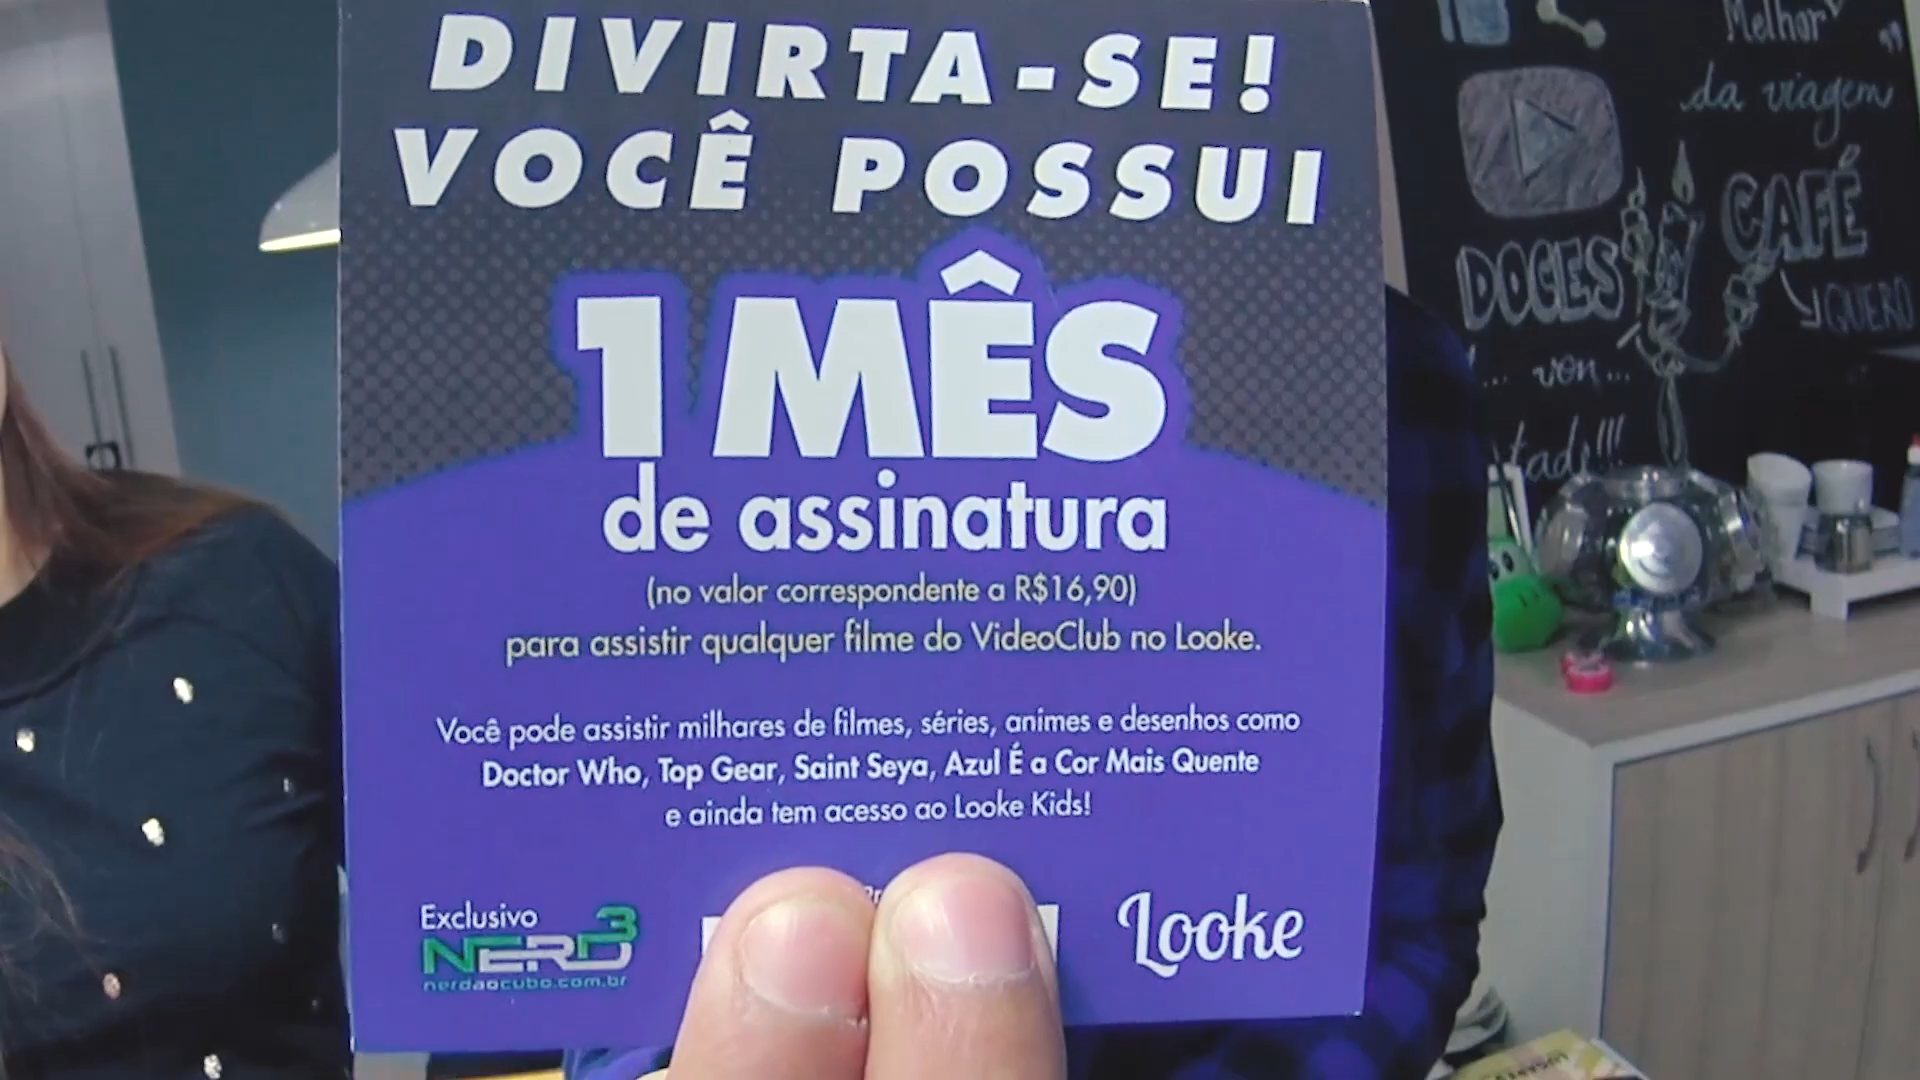 DIVIRTA-SE!
VOCÊ POSSUI
1 MÊS
de assinatura
(no valor correspondente a R$16,90)
para assistir qualquer filme do VideoClub no Looke.
Você pode assistir milhares de filmes, séries, animes e desenhos como
Doctor Who, Top Gear, Saint Seya, Azul É a Cor Mais Quente
e ainda tem acesso ao Looke Kids!
Exclusivo
NERD3
nerdaocubo.com.br
Looke
Melhor
da viagem
CAFÉ
QUERO
DOCES
... von...
tade!!!